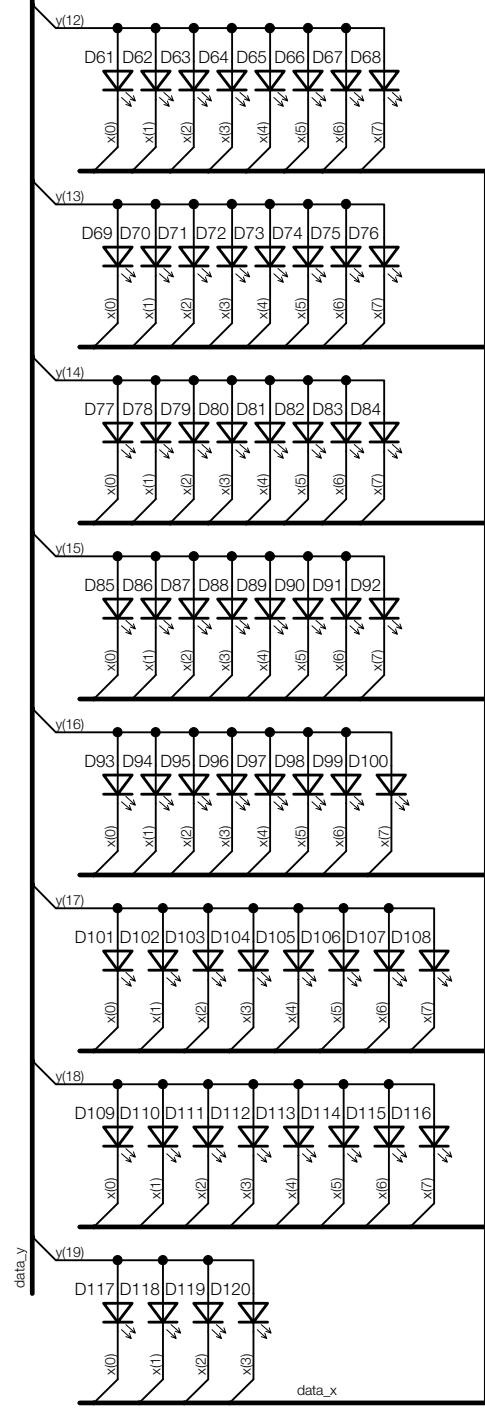 y(12)
D61 D62 D63 D64 D65 D66 D67 D68
x(0) x(1) x(2) x(3) x(4) x(5) x(6) x(7)
y(13)
D69 D70 D71 D72 D73 D74 D75 D76
x(0) x(1) x(2) x(3) x(4) x(5) x(6) x(7)
y(14)
D77 D78 D79 D80 D81 D82 D83 D84
x(0) x(1) x(2) x(3) x(4) x(5) x(6) x(7)
y(15)
D85 D86 D87 D88 D89 D90 D91 D92
x(0) x(1) x(2) x(3) x(4) x(5) x(6) x(7)
y(16)
D93 D94 D95 D96 D97 D98 D99 D100
x(0) x(1) x(2) x(3) x(4) x(5) x(6) x(7)
y(17)
D101 D102 D103 D104 D105 D106 D107 D108
x(0) x(1) x(2) x(3) x(4) x(5) x(6) x(7)
y(18)
D109 D110 D111 D112 D113 D114 D115 D116
x(0) x(1) x(2) x(3) x(4) x(5) x(6) x(7)
data_y
y(19)
D117 D118 D119 D120
x(0) x(1) x(2) x(3)
data_x